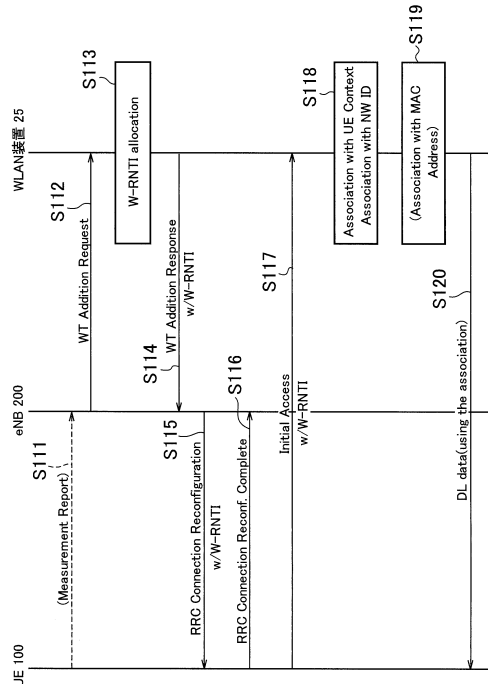 UE 100
eNB 200
WLAN装置 25
S111
(Measurement Report)
S112
WT Addition Request
S113
W-RNTI allocation
S114
WT Addition Response
w/W-RNTI
S115
RRC Connection Reconfiguration
w/W-RNTI
S116
RRC Connection Reconf. Complete
S117
Initial Access
w/W-RNTI
S118
Association with UE Context
Association with NW ID
S119
(Association with MAC
Address)
S120
DL data(using the association)